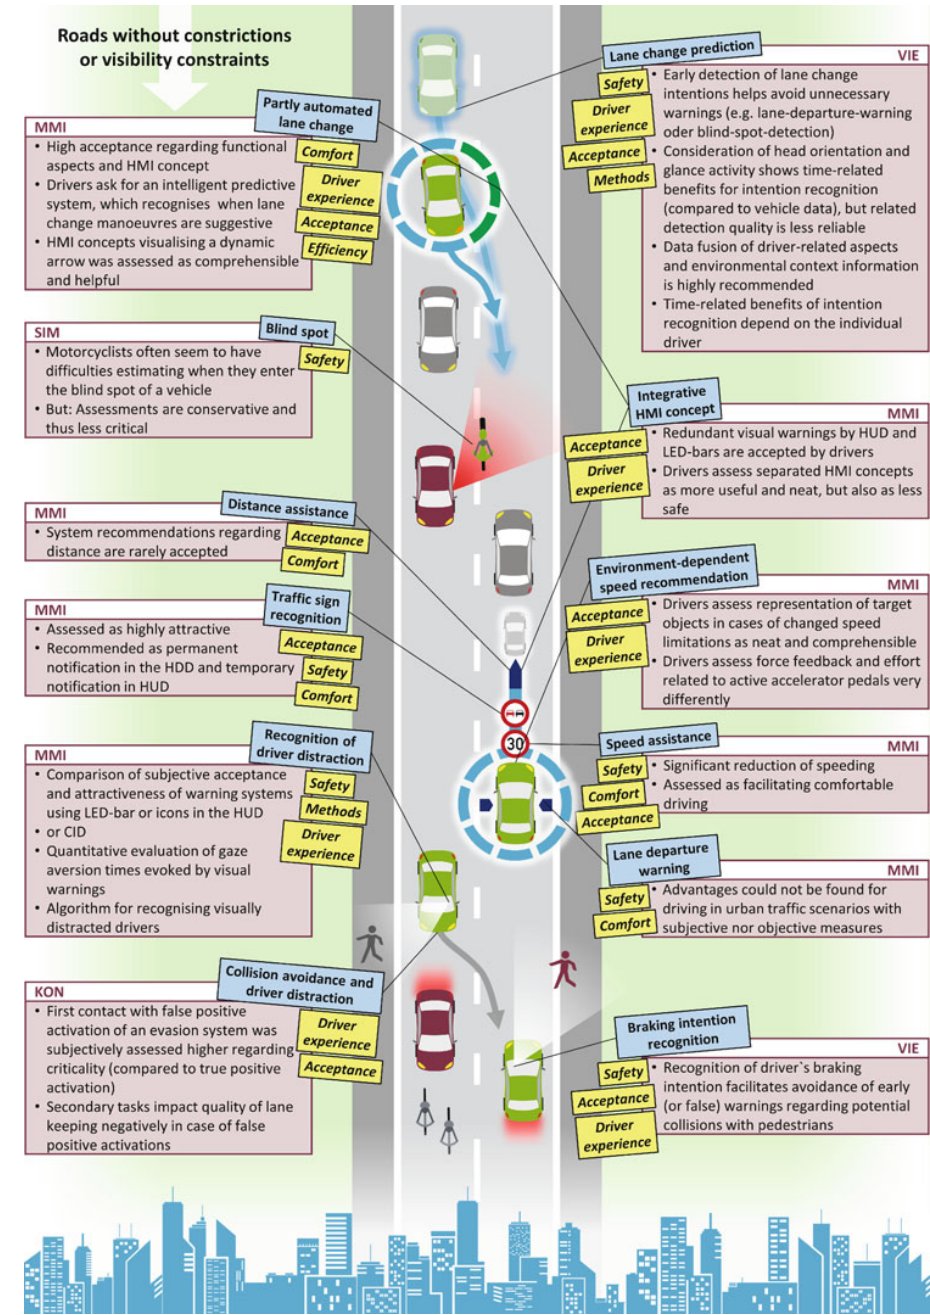 Roads without constrictions
or visibility constraints
Partly automated
lane change
MMI
• High acceptance regarding functional
aspects and HMI concept
• Drivers ask for an intelligent predictive
system, which recognises when lane
change manoeuvres are suggestive
• HMI concepts visualising a dynamic
arrow was assessed as comprehensible
and helpful
Comfort
Driver
experience
Acceptance
Efficiency
Blind spot
SIM
• Motorcyclists often seem to have
difficulties estimating when they enter
the blind spot of a vehicle
• But: Assessments are conservative and
thus less critical
Safety
Distance assistance
MMI
• System recommendations regarding
distance are rarely accepted
Acceptance
Comfort
Traffic sign
recognition
MMI
• Assessed as highly attractive
• Recommended as permanent
notification in the HDD and temporary
notification in HUD
Acceptance
Safety
Comfort
Recognition of
driver distraction
MMI
• Comparison of subjective acceptance
and attractiveness of warning systems
using LED-bar or icons in the HUD
• or CID
• Quantitative evaluation of gaze
aversion times evoked by visual
warnings
• Algorithm for recognising visually
distracted drivers
Safety
Methods
Driver
experience
Collision avoidance and
driver distraction
KON
• First contact with false positive
activation of an evasion system was
subjectively assessed higher regarding
criticality (compared to true positive
activation)
• Secondary tasks impact quality of lane
keeping negatively in case of false
positive activations
Driver
experience
Acceptance
30
Lane change prediction
VIE
Safety
Driver
experience
Acceptance
Methods
• Early detection of lane change
intentions helps avoid unnecessary
warnings (e.g. lane-departure-warning
oder blind-spot-detection)
• Consideration of head orientation and
glance activity shows time-related
benefits for intention recognition
(compared to vehicle data), but related
detection quality is less reliable
• Data fusion of driver-related aspects
and environmental context information
is highly recommended
• Time-related benefits of intention
recognition depend on the individual
driver
Integrative
HMI concept
MMI
Acceptance
Driver
experience
• Redundant visual warnings by HUD and
LED-bars are accepted by drivers
• Drivers assess separated HMI concepts
as more useful and neat, but also as less
safe
Environment-dependent
speed recommendation
MMI
Acceptance
Driver
experience
• Drivers assess representation of target
objects in cases of changed speed
limitations as neat and comprehensible
• Drivers assess force feedback and effort
related to active accelerator pedals very
differently
Speed assistance
MMI
Safety
Comfort
Acceptance
• Significant reduction of speeding
• Assessed as facilitating comfortable
driving
Lane departure
warning
MMI
Safety
Comfort
• Advantages could not be found for
driving in urban traffic scenarios with
subjective nor objective measures
Braking intention
recognition
VIE
Safety
Acceptance
Driver
experience
• Recognition of driver`s braking
intention facilitates avoidance of early
(or false) warnings regarding potential
collisions with pedestrians